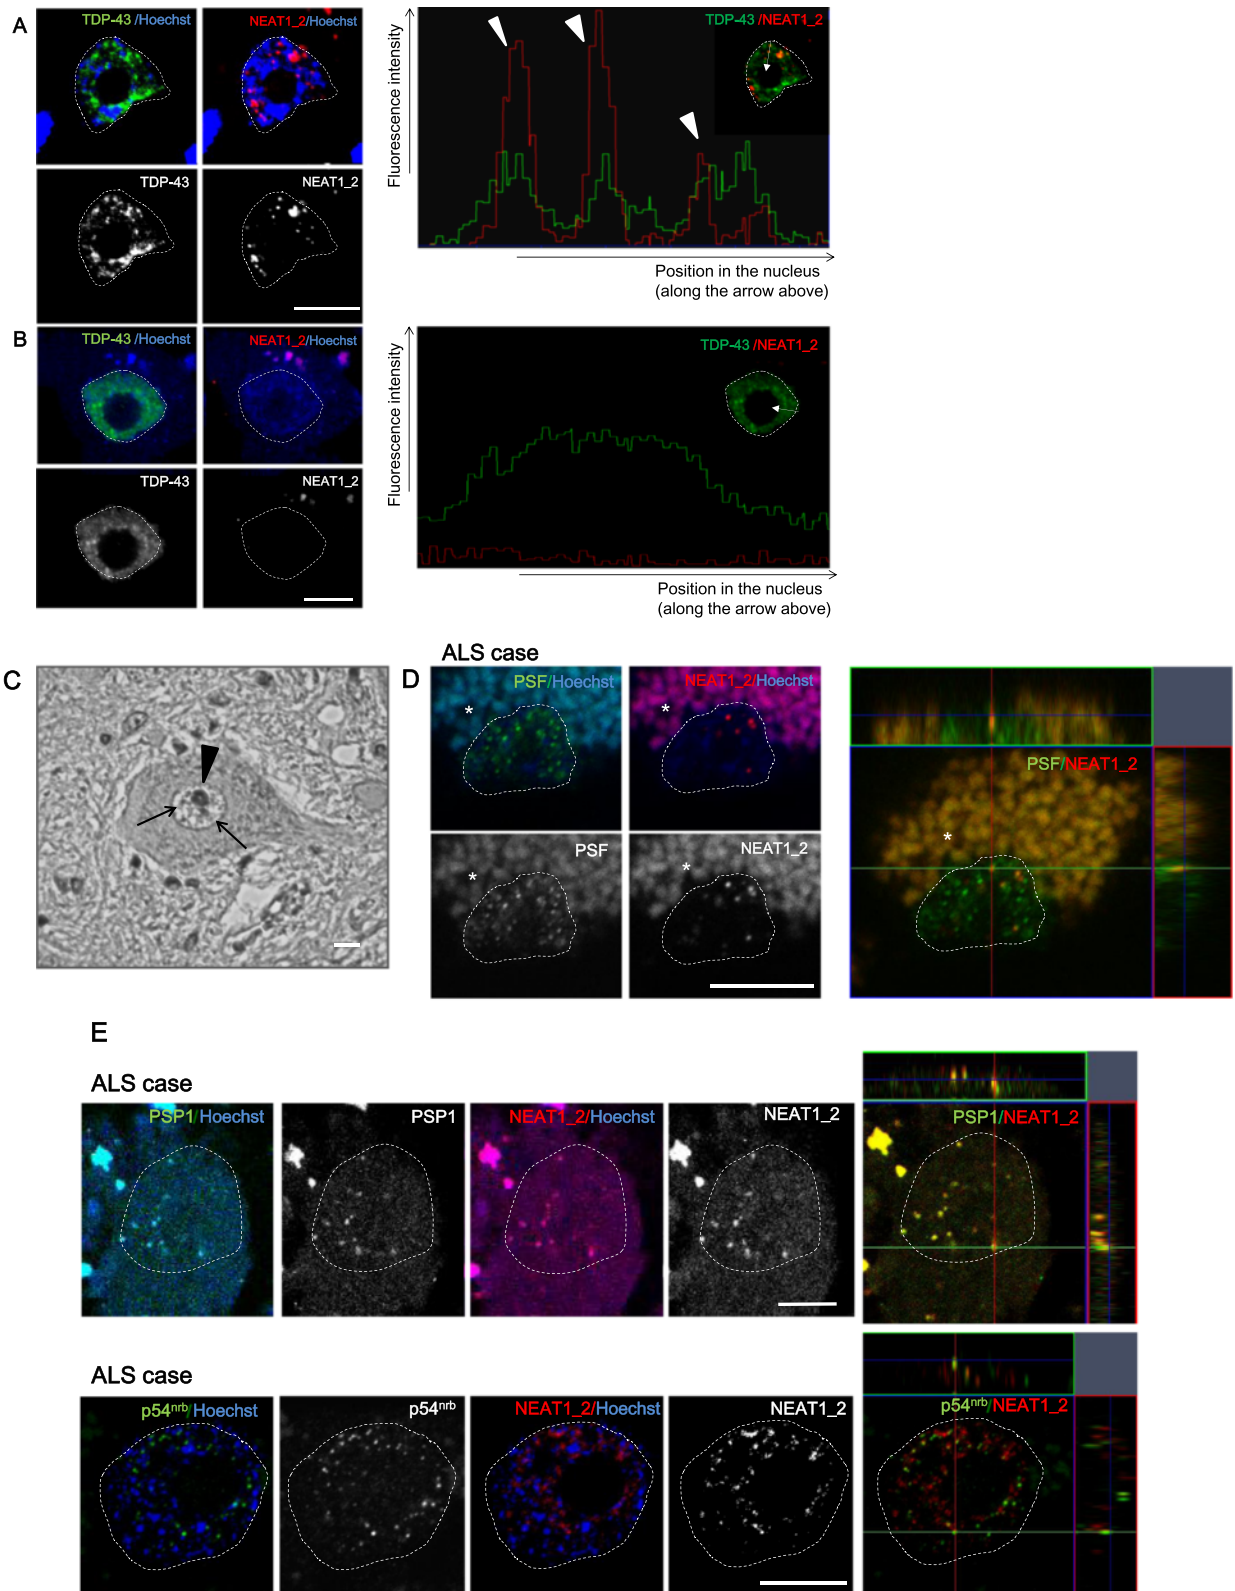 A
TDP-43 /Hoechst
NEAT1_2/Hoechst
TDP-43
NEAT1_2
Fluorescence intensity
TDP-43 /NEAT1_2
Position in the nucleus
(along the arrow above)
B
TDP-43 /Hoechst
NEAT1_2/Hoechst
TDP-43
NEAT1_2
Fluorescence intensity
TDP-43 /NEAT1_2
Position in the nucleus
(along the arrow above)
C
D
ALS case
PSF/Hoechst
NEAT1_2/Hoechst
*
*
PSF
NEAT1_2
*
*
PSF/NEAT1_2
*
E
ALS case
PSP1/Hoechst
PSP1
NEAT1_2/Hoechst
NEAT1_2
PSP1/NEAT1_2
ALS case
p54nrb/Hoechst
p54nrb
NEAT1_2/Hoechst
NEAT1_2
p54nrb/NEAT1_2